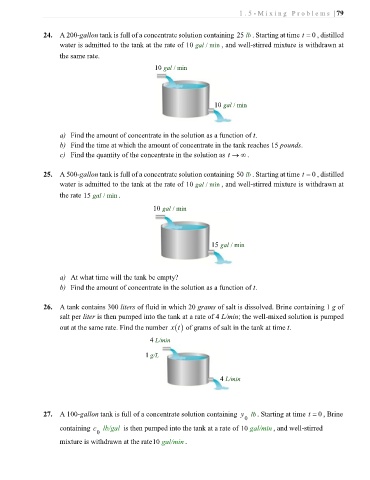 1.5-Mixing Problems |79
24. A 200-gallon tank is full of a concentrate solution containing 25 lb. Starting at time t = 0, distilled
water is admitted to the tank at the rate of 10 gal / min, and well-stirred mixture is withdrawn at
the same rate.
10 gal / min
10 gal / min
a) Find the amount of concentrate in the solution as a function of t.
b) Find the time at which the amount of concentrate in the tank reaches 15 pounds.
c) Find the quantity of the concentrate in the solution as t → ∞.
25. A 500-gallon tank is full of a concentrate solution containing 50 lb. Starting at time t = 0, distilled
water is admitted to the tank at the rate of 10 gal / min, and well-stirred mixture is withdrawn at
the rate 15 gal / min.
10 gal / min
15 gal / min
a) At what time will the tank be empty?
b) Find the amount of concentrate in the solution as a function of t.
26. A tank contains 300 liters of fluid in which 20 grams of salt is dissolved. Brine containing 1 g of
salt per liter is then pumped into the tank at a rate of 4 L/min; the well-mixed solution is pumped
out at the same rate. Find the number x(t) of grams of salt in the tank at time t.
4 L/min
1 g/L
4 L/min
27. A 100-gallon tank is full of a concentrate solution containing y₀ lb. Starting at time t = 0, Brine
containing c₀ lb/gal is then pumped into the tank at a rate of 10 gal/min, and well-stirred
mixture is withdrawn at the rate10 gal/min.